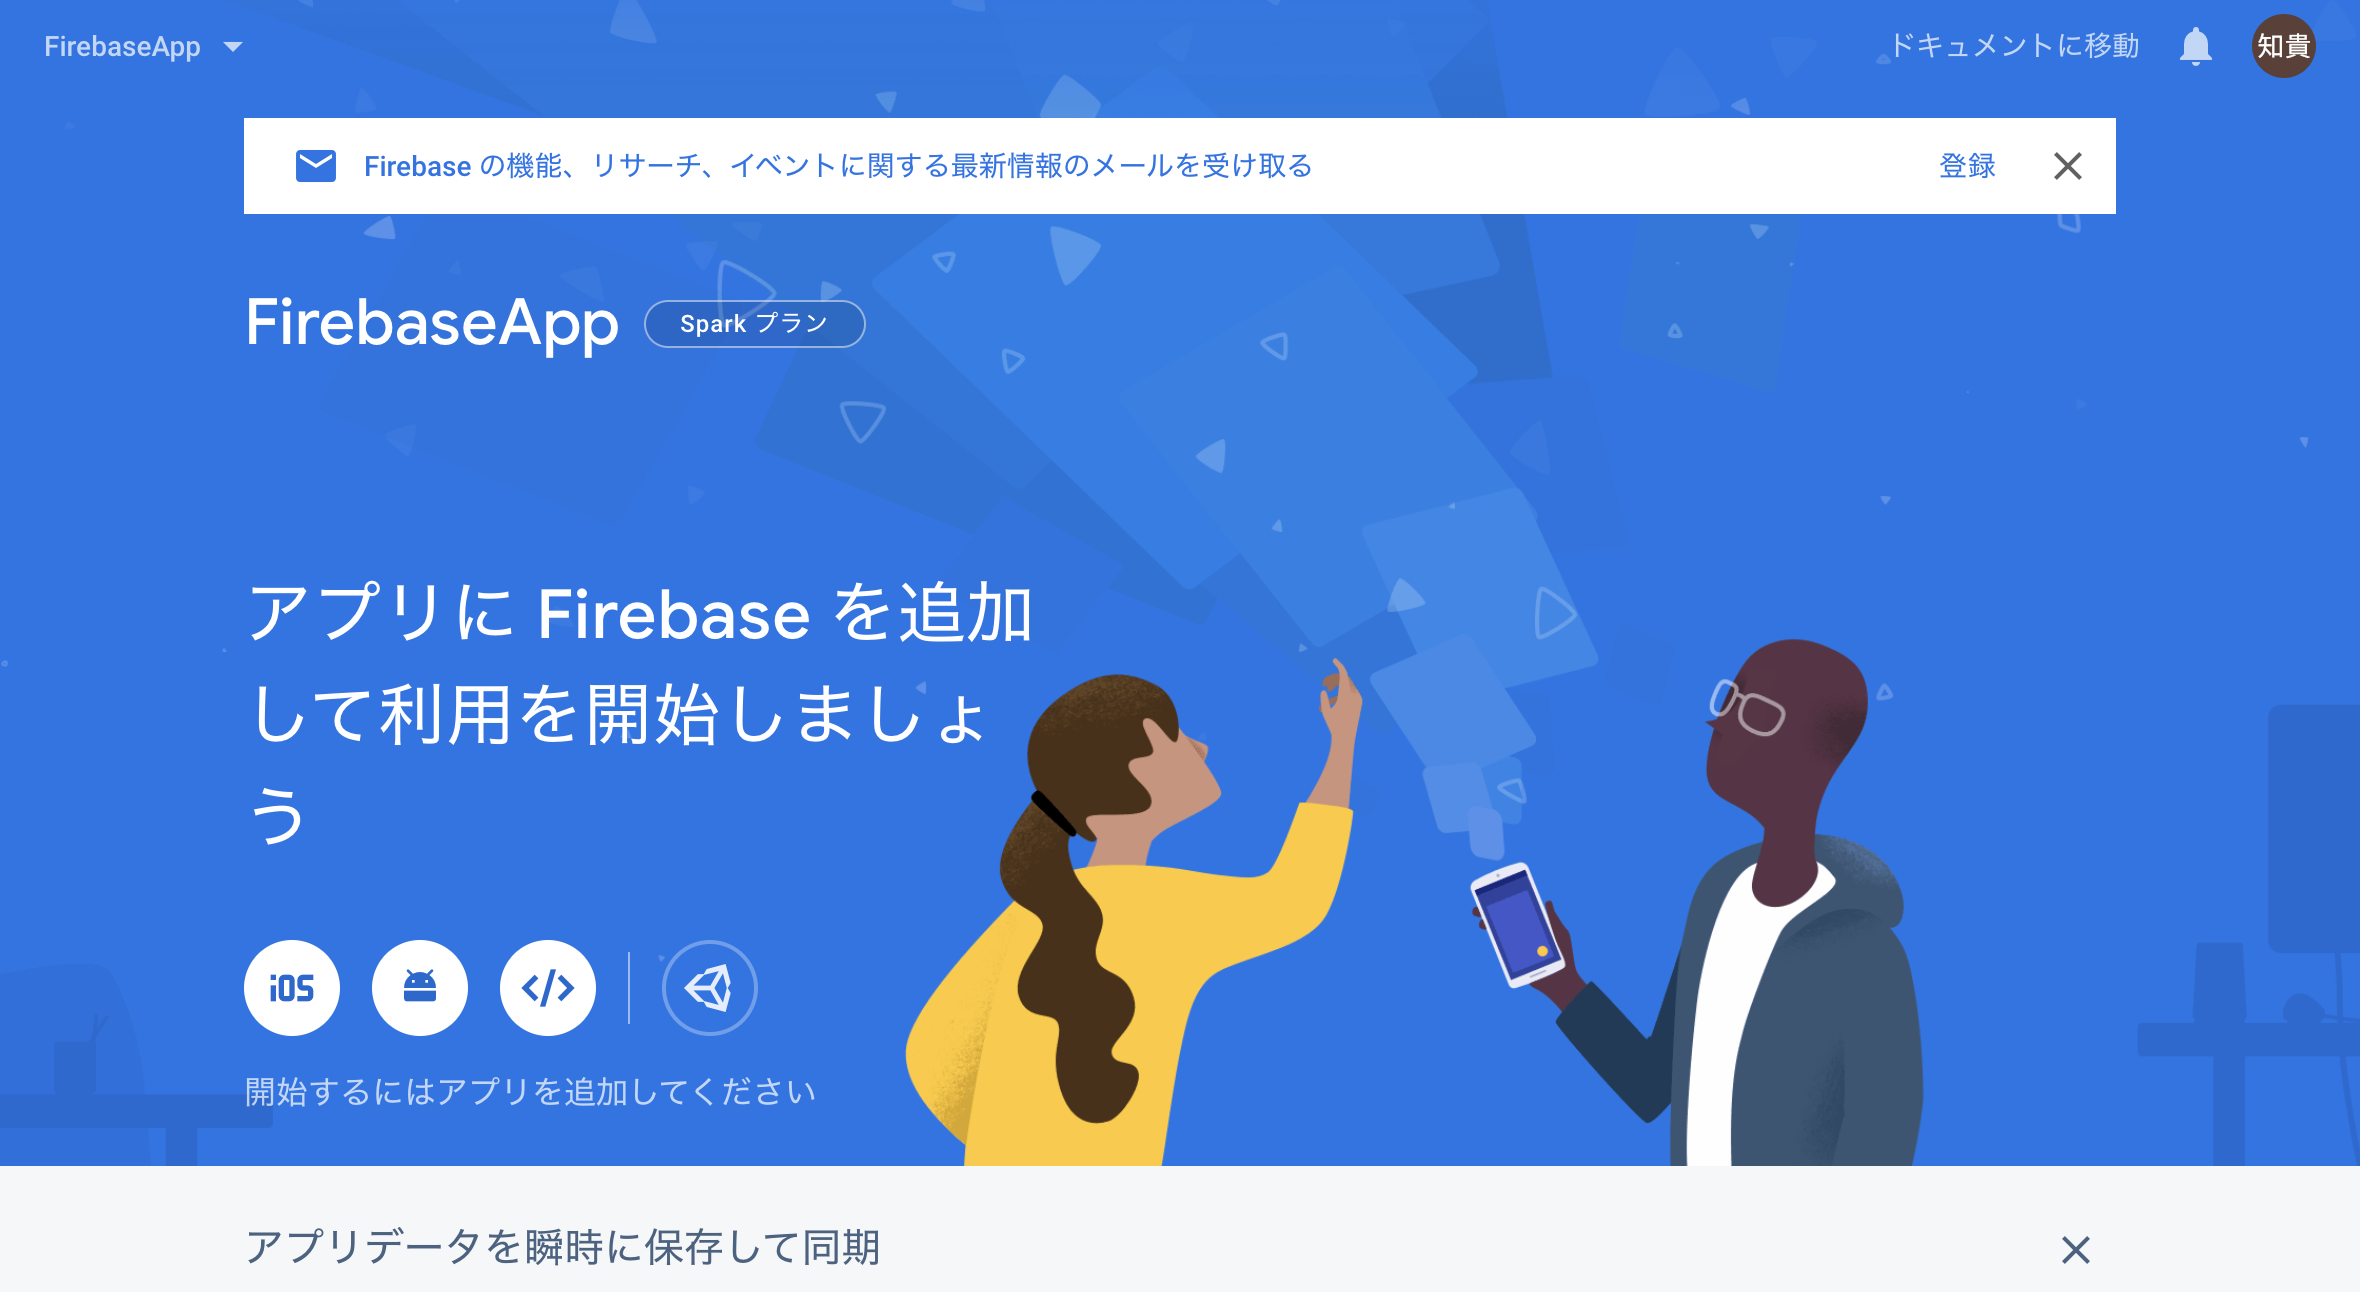 FirebaseApp
ドキュメントに移動
知貴
Firebase の機能、リサーチ、イベントに関する最新情報のメールを受け取る
登録
FirebaseApp
Spark プラン
アプリに Firebase を追加
して利用を開始しましょ
う
iOS
</>
開始するにはアプリを追加してください
アプリデータを瞬時に保存して同期